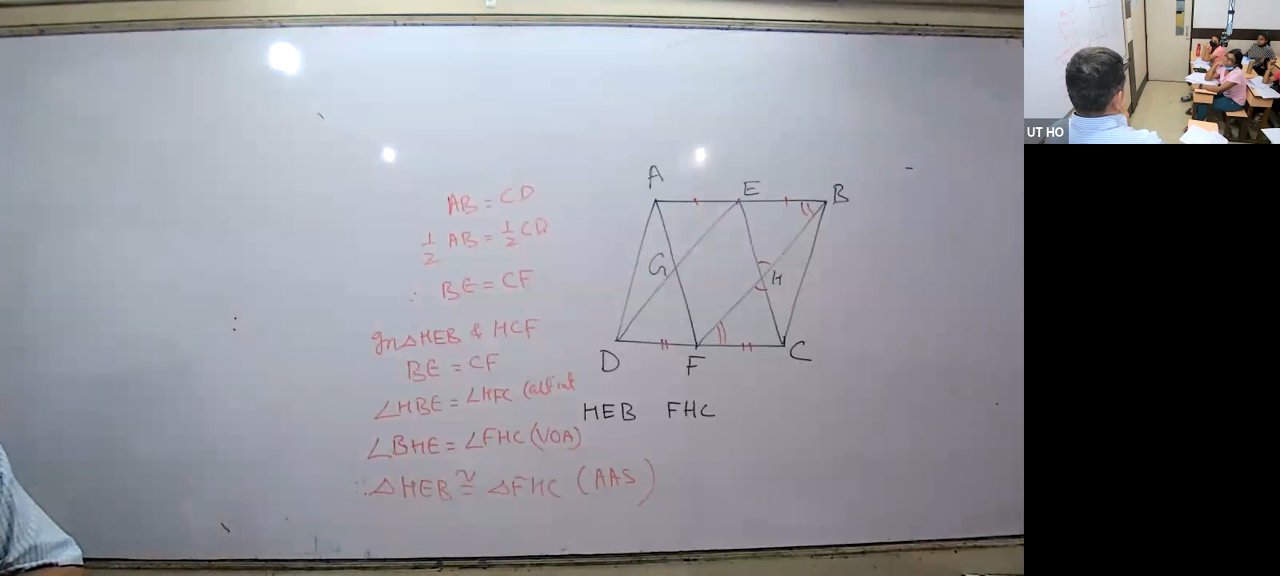 AB = CD
1/2 AB = 1/2 CD
∴ BE = CF
In △HEB & HCF
BE = CF
∠HBE = ∠HFC (alt int
∠BHE = ∠FHC (VOA)
∴ △HEB ≅ △FHC (AAS)
A E B
G H
D F C
HEB FHC
UT HO